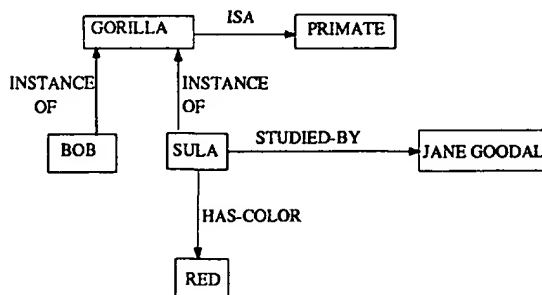 GORILLA
ISA
PRIMATE
INSTANCE
OF
INSTANCE
OF
BOB
SULA
STUDIED-BY
JANE GOODAL
HAS-COLOR
RED